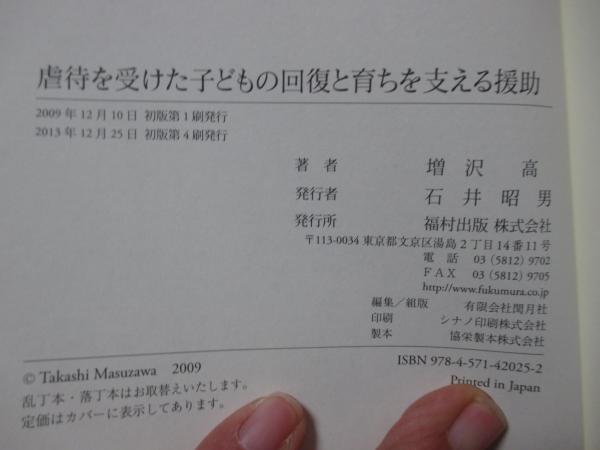 虐待を受けた子どもの回復と育ちを支える援助
2009年12月10日 初版第1刷発行
2013年12月25日 初版第4刷発行
著者 増沢 高
発行者 石井昭男
発行所 福村出版 株式会社
〒113-0034 東京都文京区湯島2丁目14番11号
電話 03 (5812) 9702
FAX 03 (5812) 9705
http://www.fukumura.co.jp
編集/組版 有限会社閏月社
印刷 シナノ印刷株式会社
製本 協栄製本株式会社
© Takashi Masuzawa 2009
ISBN 978-4-571-42025-2
乱丁本・落丁本はお取替えいたします。
Printed in Japan
定価はカバーに表示してあります。